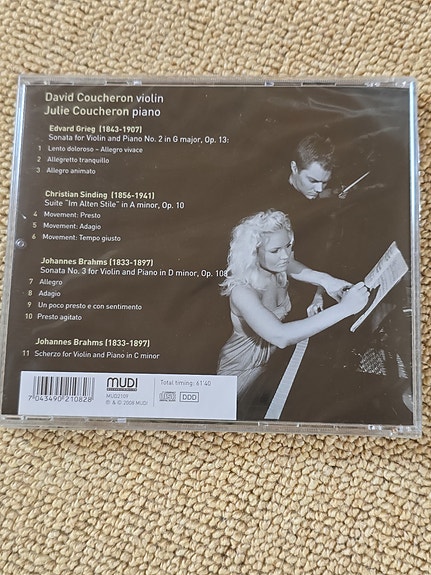 David Coucheron violin
Julie Coucheron piano
Edvard Grieg (1843-1907)
Sonata for Violin and Piano No. 2 in G major, Op. 13:
1 Lento doloroso – Allegro vivace
2 Allegretto tranquillo
3 Allegro animato
Christian Sinding (1856-1941)
Suite "Im Alten Stile" in A minor, Op. 10
4 Movement: Presto
5 Movement: Adagio
6 Movement: Tempo giusto
Johannes Brahms (1833-1897)
Sonata No. 3 for Violin and Piano in D minor, Op. 108
7 Allegro
8 Adagio
9 Un poco presto e con sentimento
10 Presto agitato
Johannes Brahms (1833-1897)
11 Scherzo for Violin and Piano in C minor
7 043490 210828
MUDI
MUD2109
℗ & © 2008 MUDI
Total timing: 61'40
DDD